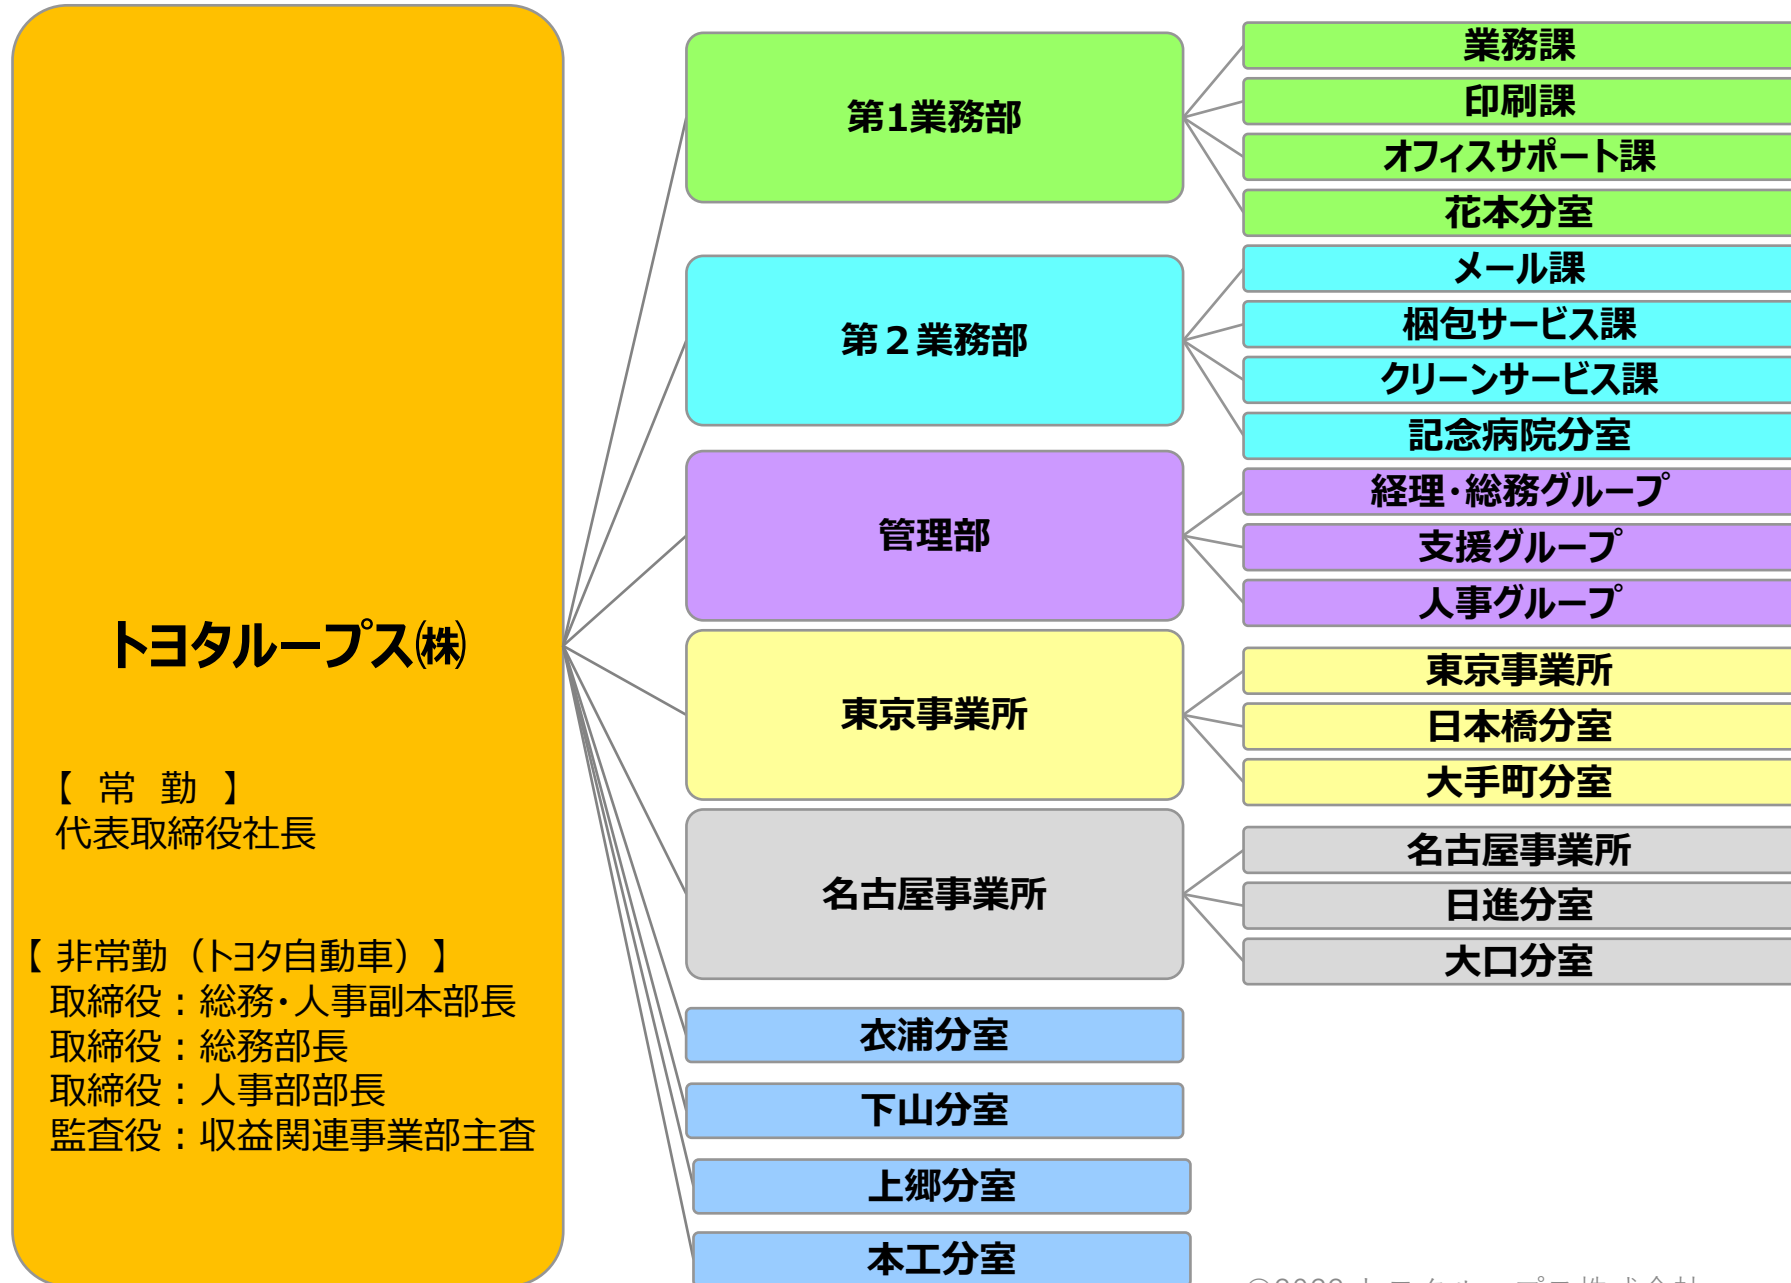 トヨタループス㈱
【 常 勤 】
代表取締役社長
【 非常勤（トヨタ自動車）】
取締役：総務・人事副本部長
取締役：総務部長
取締役：人事部部長
監査役：収益関連事業部主査
第1業務部
業務課
印刷課
オフィスサポート課
花本分室
第２業務部
メール課
梱包サービス課
クリーンサービス課
記念病院分室
管理部
経理・総務グループ
支援グループ
人事グループ
東京事業所
東京事業所
日本橋分室
大手町分室
名古屋事業所
名古屋事業所
日進分室
大口分室
衣浦分室
下山分室
上郷分室
本工分室